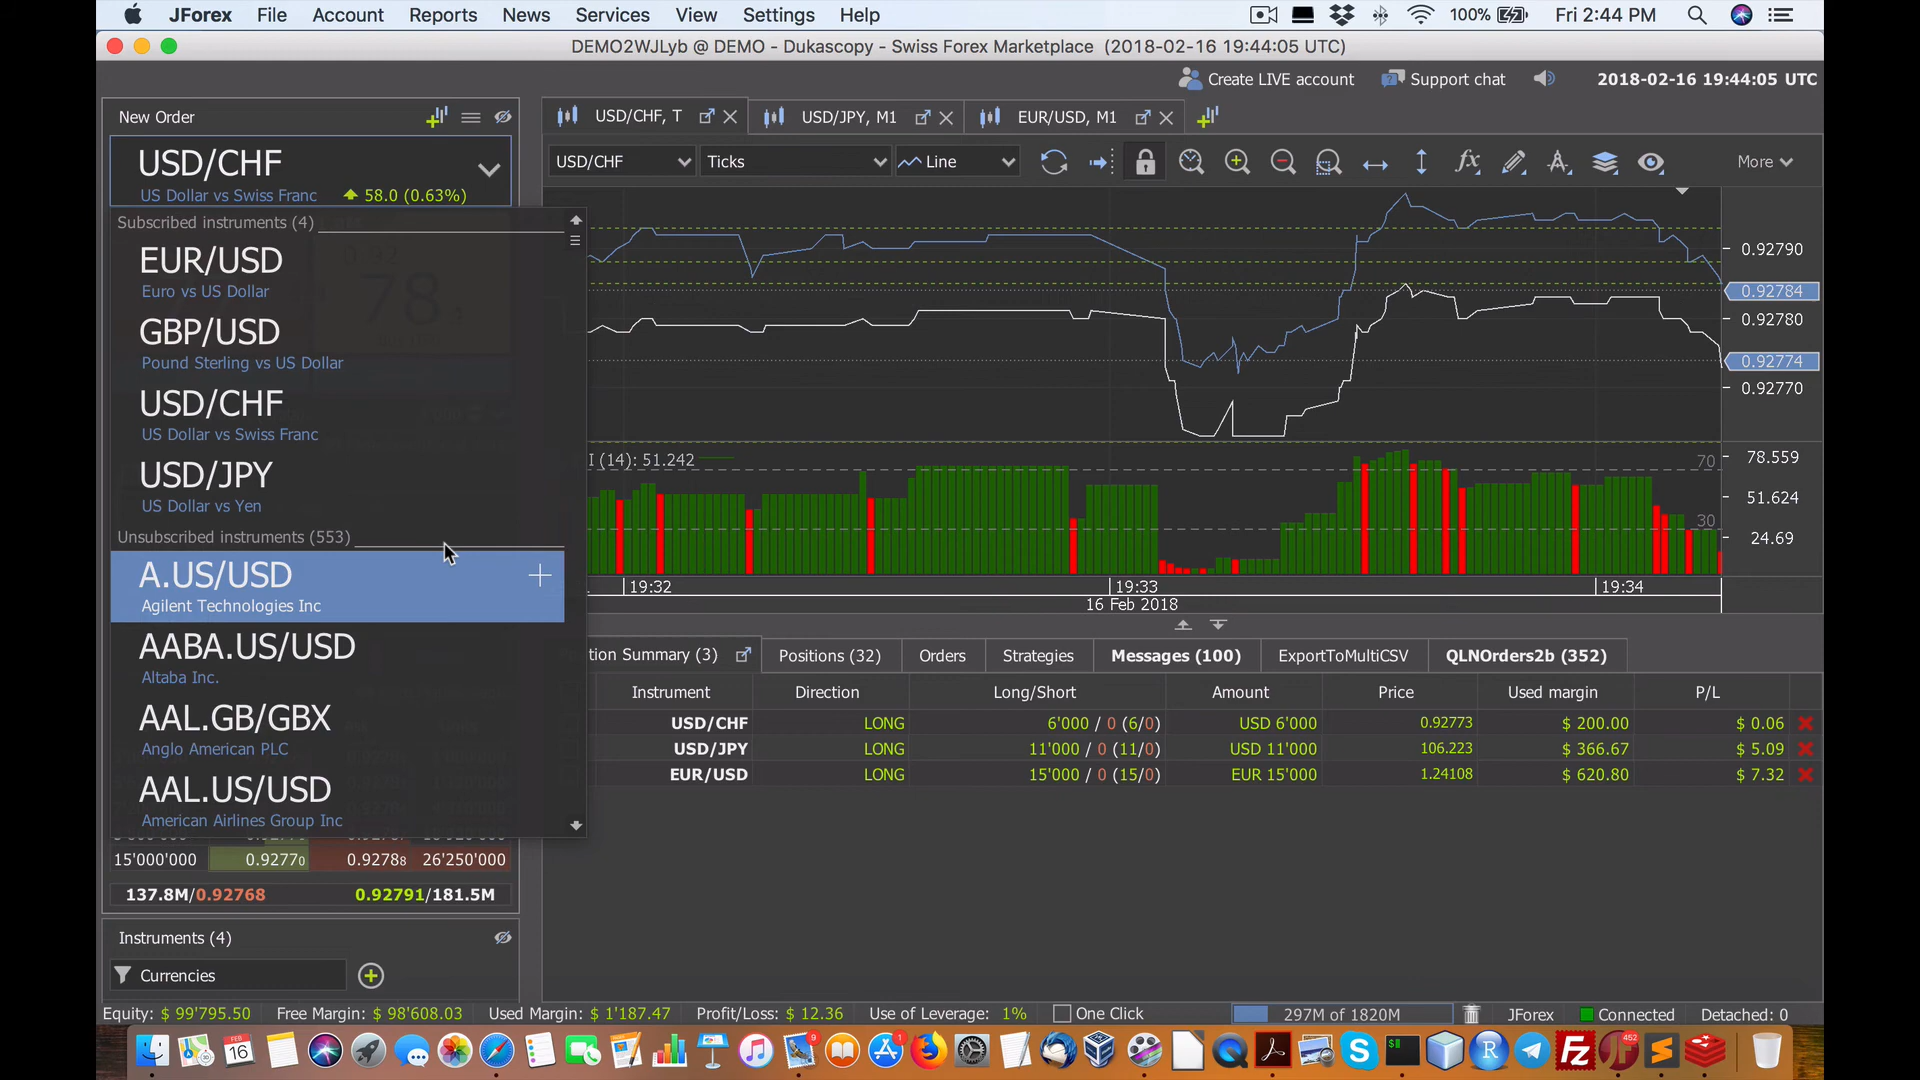 JForex File Account Reports News Services View Settings Help 100% Fri 2:44 PM
DEMO2WJLyb @ DEMO - Dukascopy - Swiss Forex Marketplace (2018-02-16 19:44:05 UTC)
Create LIVE account Support chat 2018-02-16 19:44:05 UTC
New Order
USD/CHF
US Dollar vs Swiss Franc 58.0 (0.63%)
Subscribed instruments (4)
EUR/USD
Euro vs US Dollar
GBP/USD
Pound Sterling vs US Dollar
USD/CHF
US Dollar vs Swiss Franc
USD/JPY
US Dollar vs Yen
Unsubscribed instruments (553)
A.US/USD
Agilent Technologies Inc
AABA.US/USD
Altaba Inc.
AAL.GB/GBX
Anglo American PLC
AAL.US/USD
American Airlines Group Inc
15'000'000 0.92770 0.92788 26'250'000
137.8M/0.92768 0.92791/181.5M
Instruments (4)
Currencies
USD/CHF, T USD/JPY, M1 EUR/USD, M1
USD/CHF Ticks Line More
0.92790
0.92784
0.92780
0.92774
0.92770
I (14): 51.242
70 78.559
51.624
30
24.69
19:32 19:33 19:34
16 Feb 2018
tion Summary (3) Positions (32) Orders Strategies Messages (100) ExportToMultiCSV QLNOrders2b (352)
Instrument Direction Long/Short Amount Price Used margin P/L
USD/CHF LONG 6'000 / 0 (6/0) USD 6'000 0.92773 $ 200.00 $ 0.06
USD/JPY LONG 11'000 / 0 (11/0) USD 11'000 106.223 $ 366.67 $ 5.09
EUR/USD LONG 15'000 / 0 (15/0) EUR 15'000 1.24108 $ 620.80 $ 7.32
Equity: $ 99'795.50 Free Margin: $ 98'608.03 Used Margin: $ 1'187.47 Profit/Loss: $ 12.36 Use of Leverage: 1% One Click 297M of 1820M JForex Connected Detached: 0
FEB
16
9
1
452